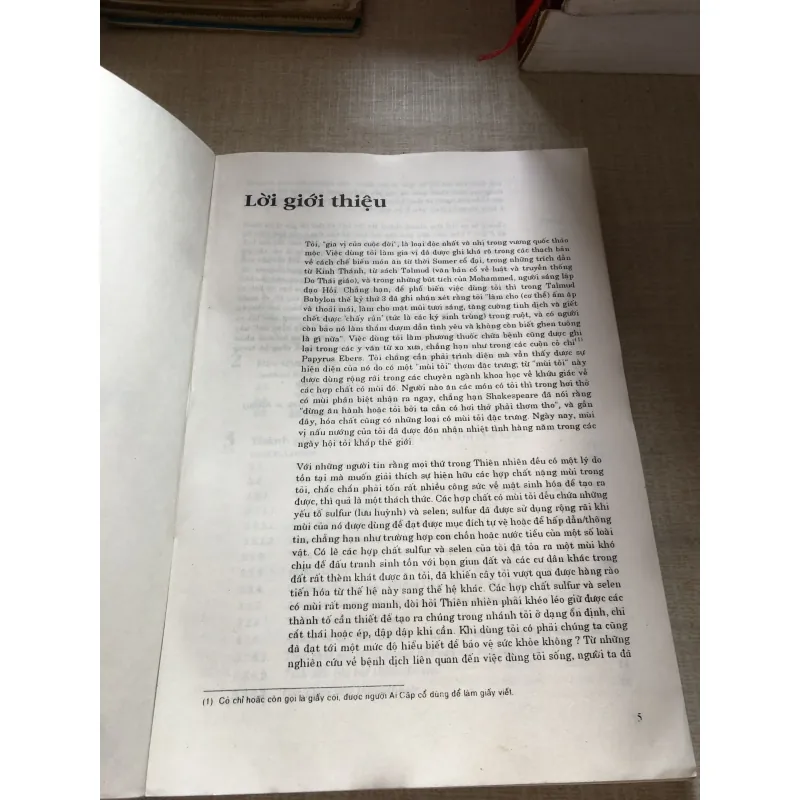 Lời giới thiệu
Tỏi, "gia vị của cuộc đời", là loại độc nhất vô nhị trong vương quốc thảo
mộc. Việc dùng tỏi làm gia vị đã được ghi khá rõ trong các thạch bản
về cách chế biến món ăn từ thời Sumer cổ đại, trong những trích dẫn
từ Kinh Thánh, từ sách Talmud (văn bản cổ về luật và truyền thống
Do Thái giáo), và trong những bút tích của Mohammed, người sáng lập
đạo Hồi. Chẳng hạn, để phổ biến việc dùng tỏi thì trong Talmud
Babylon thế kỷ thứ 3 đã ghi nhận xét rằng tỏi "làm cho (cơ thể) ấm áp
và thoải mái, làm cho mặt mũi tươi sáng, tăng cường tinh dịch và giết
chết được 'chấy rận' (tức là các ký sinh trùng) trong ruột, và có người
còn bảo nó làm thấm đượm dần tình yêu và không còn biết ghen tuông
là gì nữa". Việc dùng tỏi làm phương thuốc chữa bệnh cũng được ghi
lại trong các y văn từ xa xưa, chẳng hạn như trong các cuộn cỏ chỉ(1)
Papyrus Ebers. Tỏi chẳng cần phải trình diện mà vẫn thấy được sự
hiện diện của nó do có một "mùi tỏi" thơm đặc trưng; từ "mùi tỏi" này
được dùng rộng rãi trong các chuyên ngành khoa học về khứu giác về
các hợp chất có mùi đó. Người nào ăn các món có tỏi thì trong hơi thở
có mùi phân biệt nhận ra ngay, chẳng hạn Shakespeare đã nói rằng
"đừng ăn hành hoặc tỏi bởi ta cần có hơi thở phải thơm tho", và gần
đây, hóa chất cũng có những loại có mùi tỏi đặc trưng. Ngày nay, mùi
vị nấu nướng của tỏi đã được đón nhận nhiệt tình hàng năm trong các
ngày hội tỏi khắp thế giới.
Với những người tin rằng mọi thứ trong Thiên nhiên đều có một lý do
tồn tại mà muốn giải thích sự hiện hữu các hợp chất nặng mùi trong
tỏi, chắc chắn phải tốn rất nhiều công sức về mặt sinh hóa để tạo ra
được, thì quả là một thách thức. Các hợp chất có mùi tỏi đều chứa những
yếu tố sulfur (lưu huỳnh) và selen; sulfur đã được sử dụng rộng rãi khi
mùi của nó được dùng để đạt được mục đích tự vệ hoặc để hấp dẫn/thông
tin, chẳng hạn như trường hợp con chồn hoặc nước tiểu của một số loài
vật. Có lẽ các hợp chất sulfur và selen của tỏi đã tỏa ra một mùi khó
chịu để đấu tranh sinh tồn với bọn giun đất và các cư dân khác trong
đất rất thèm khát được ăn tỏi, đã khiến cây tỏi vượt qua được hàng rào
tiến hóa từ thế hệ này sang thế hệ khác. Các hợp chất sulfur và selen
có mùi rất mong manh, đòi hỏi Thiên nhiên phải khéo léo giữ được các
thành tố cần thiết để tạo ra chúng trong nhánh tỏi ở dạng ổn định, chỉ
cất thái hoặc ép, dập dập khi cần. Khi dùng tỏi có phải chúng ta cũng
đã đạt tới một mức độ hiểu biết để bảo vệ sức khỏe không ? Từ những
nghiên cứu về bệnh dịch liên quan đến việc dùng tỏi sống, người ta đã
(1) Cỏ chỉ hoặc còn gọi là giấy cói, được người Ai Cập cổ dùng để làm giấy viết.
5